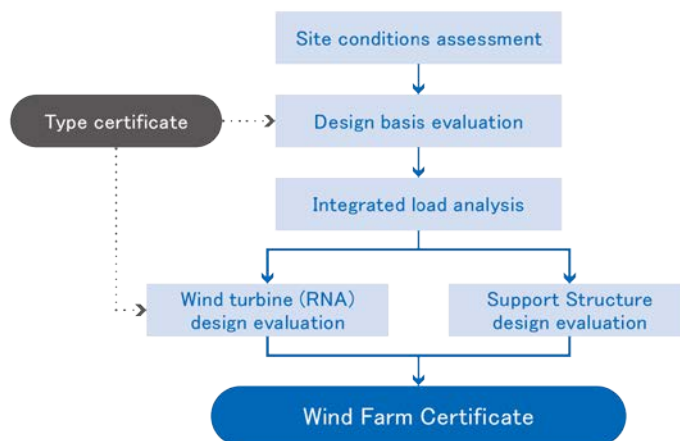 Site conditions assessment
Type certificate
Design basis evaluation
Integrated load analysis
Wind turbine (RNA)
design evaluation
Support Structure
design evaluation
Wind Farm Certificate